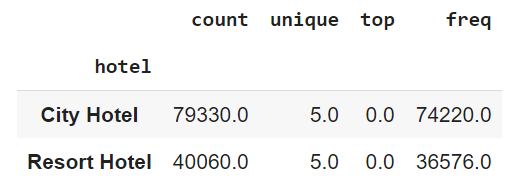 count unique top freq
hotel
City Hotel 79330.0 5.0 0.0 74220.0
Resort Hotel 40060.0 5.0 0.0 36576.0